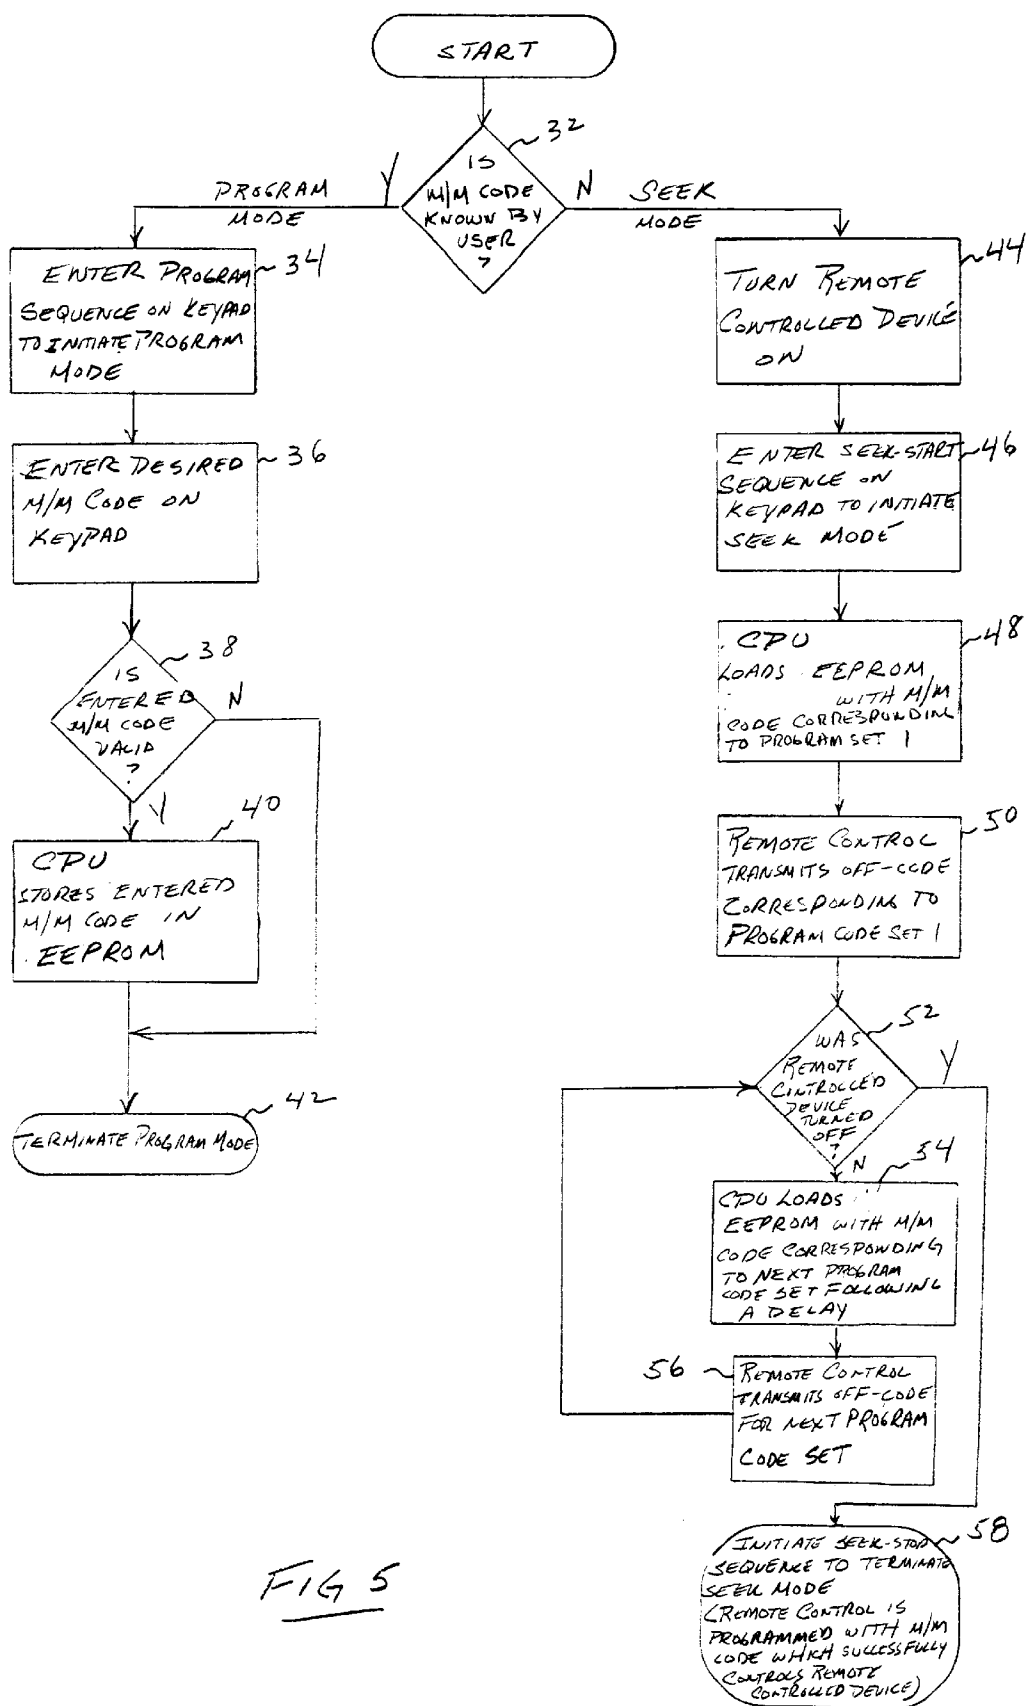 START
32
IS
M/M CODE
KNOWN BY
USER
?
Y
PROGRAM
MODE
N
SEEK
MODE
34
ENTER PROGRAM
SEQUENCE ON KEYPAD
TO INITIATE PROGRAM
MODE
36
ENTER DESIRED
M/M CODE ON
KEYPAD
38
IS
ENTERED
M/M CODE
VALID
?
N
Y
40
CPU
STORES ENTERED
M/M CODE IN
EEPROM
42
TERMINATE PROGRAM MODE
44
TURN REMOTE
CONTROLLED DEVICE
ON
46
ENTER SEEK-START
SEQUENCE ON
KEYPAD TO INITIATE
SEEK MODE
48
CPU
LOADS EEPROM
WITH M/M
CODE CORRESPONDING
TO PROGRAM SET 1
50
REMOTE CONTROL
TRANSMITS OFF-CODE
CORRESPONDING TO
PROGRAM CODE SET 1
52
WAS
REMOTE
CONTROLLED
DEVICE
TURNED
OFF
?
Y
N
54
CPU LOADS
EEPROM WITH M/M
CODE CORRESPONDING
TO NEXT PROGRAM
CODE SET FOLLOWING
A DELAY
56
REMOTE CONTROL
TRANSMITS OFF-CODE
FOR NEXT PROGRAM
CODE SET
58
INITIATE SEEK-STOP
SEQUENCE TO TERMINATE
SEEK MODE
(REMOTE CONTROL IS
PROGRAMMED WITH M/M
CODE WHICH SUCCESSFULLY
CONTROLS REMOTE
CONTROLLED DEVICE)
FIG 5